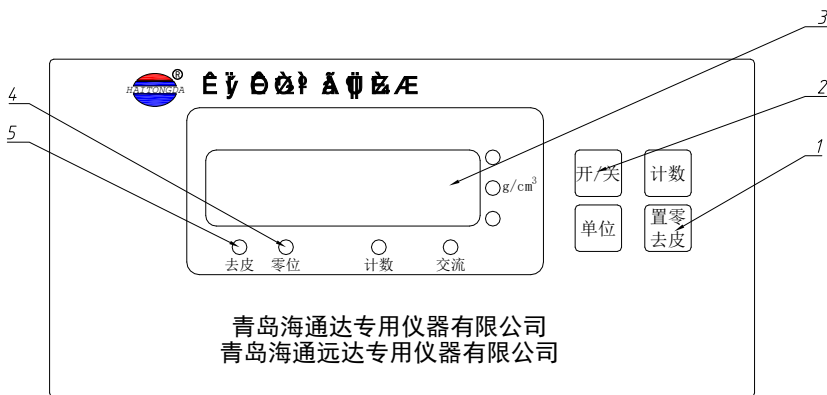 3
HAITONGDA
®
Êÿ
4
2
5
1
g/cm³
开/关
计数
单位
置零
去皮
去皮 零位 计数 交流
青岛海通达专用仪器有限公司
青岛海通远达专用仪器有限公司